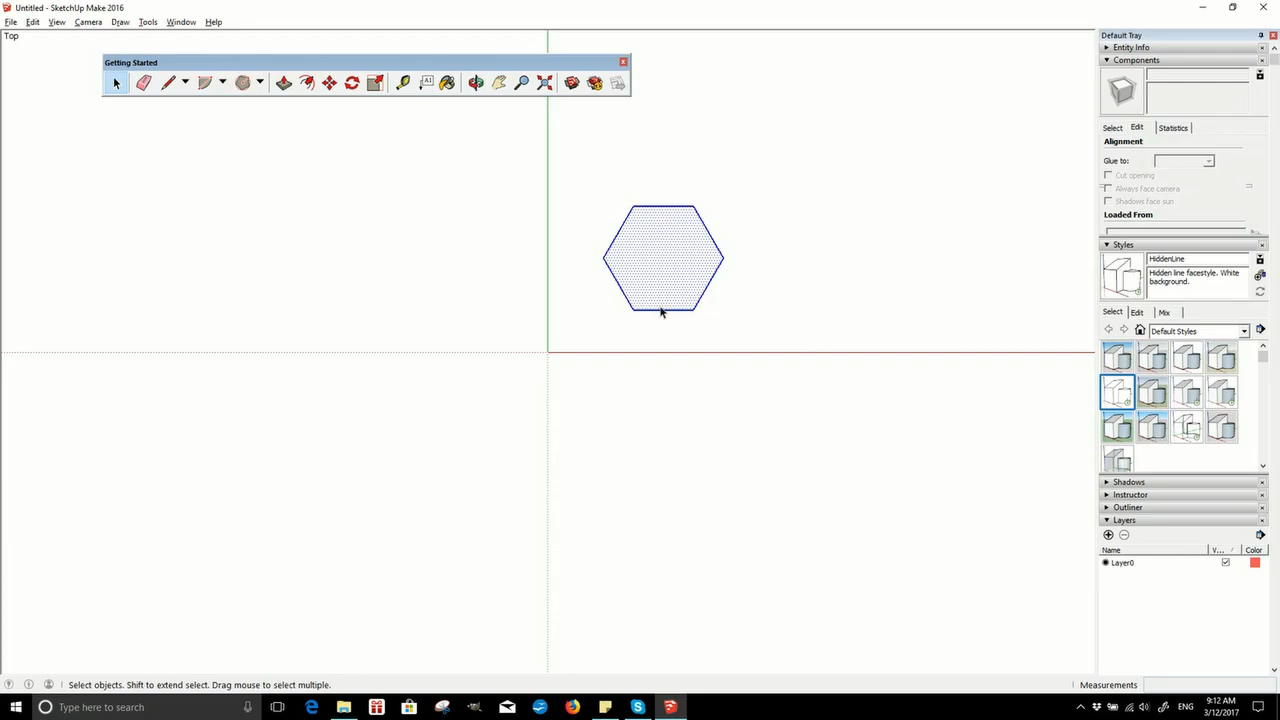 Untitled - SketchUp Make 2016
File Edit View Camera Draw Tools Window Help
Top
Getting Started
A1
Default Tray
Entity Info
Components
Select Edit Statistics
Alignment
Glue to:
Cut opening
Always face camera
Shadows face sun
Loaded From
Styles
HiddenLine
Hidden line facestyle. White
background.
Select Edit Mix
Default Styles
Shadows
Instructor
Outliner
Layers
Name V... Color
Layer0
Select objects. Shift to extend select. Drag mouse to select multiple.
Measurements
Type here to search
ENG
9:12 AM
3/12/2017